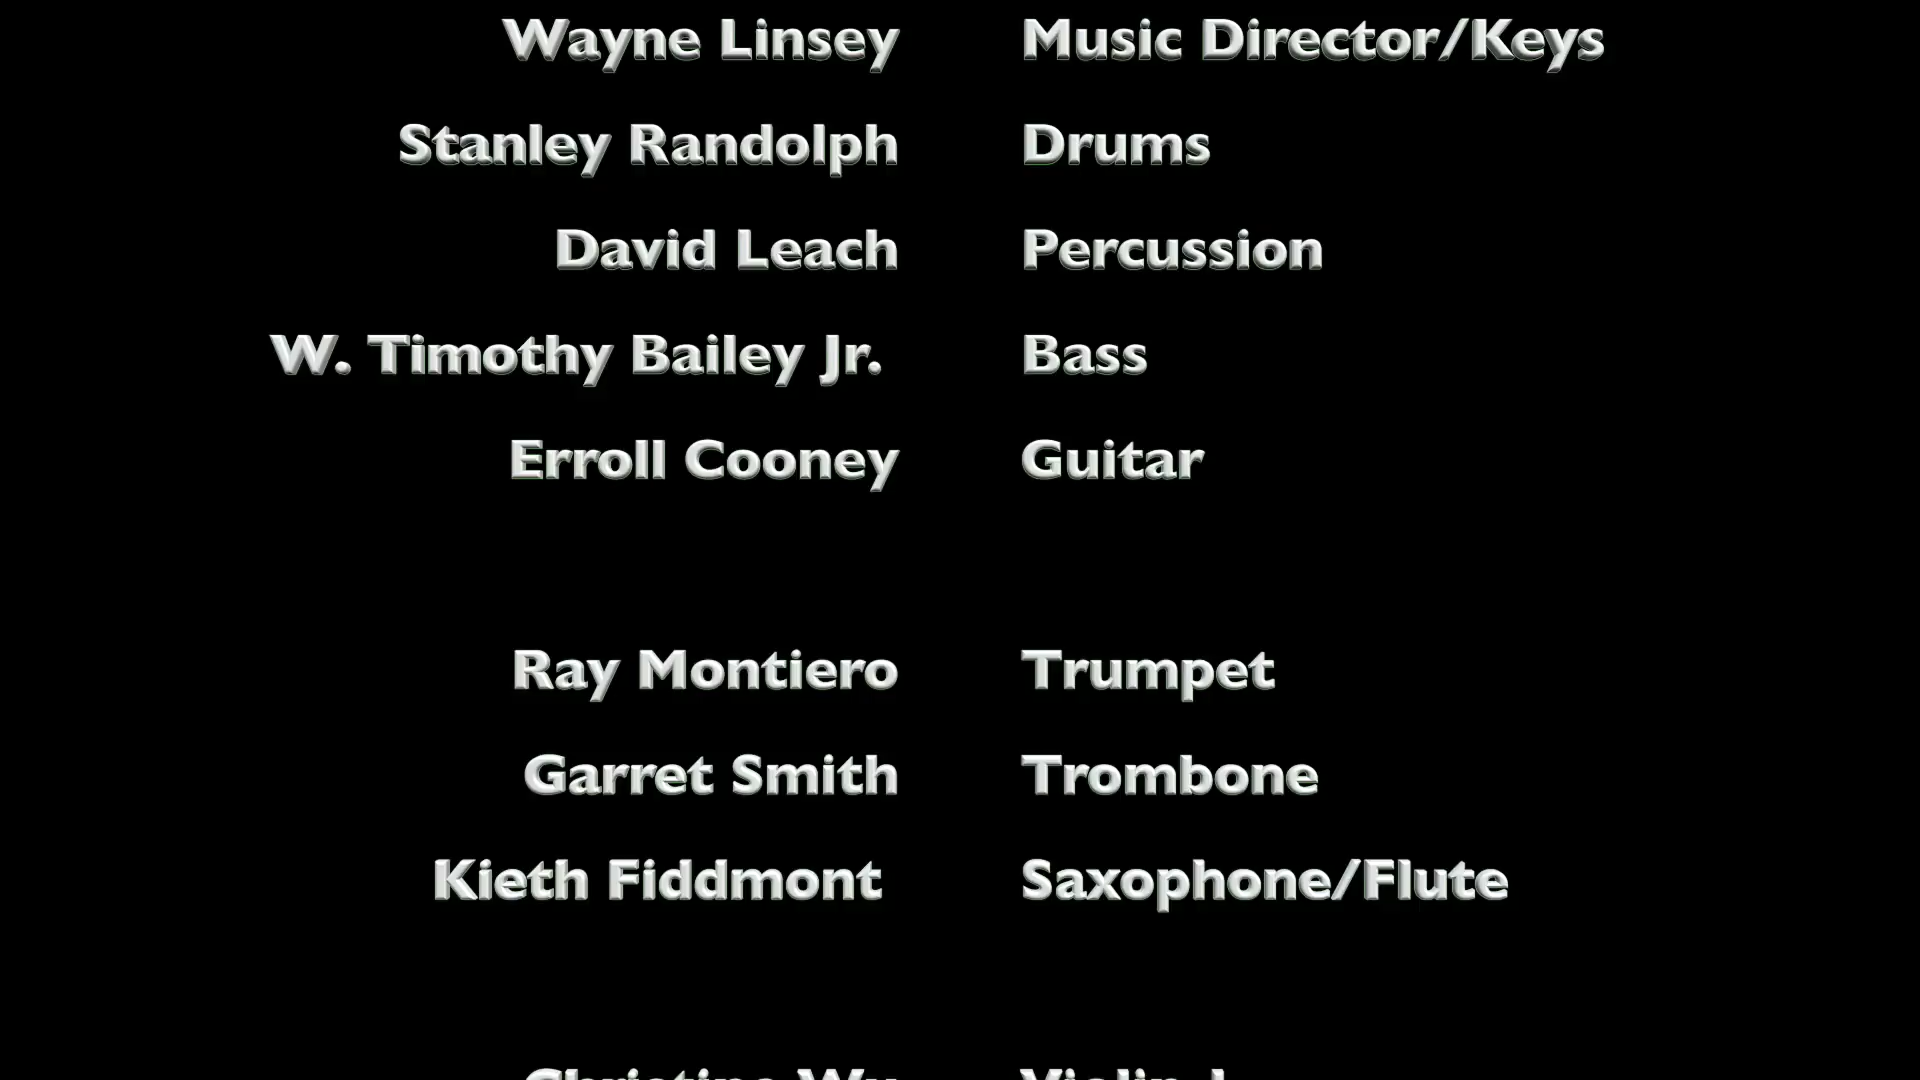 Wayne Linsey Music Director/Keys
Stanley Randolph Drums
David Leach Percussion
W. Timothy Bailey Jr. Bass
Erroll Cooney Guitar
Ray Montiero Trumpet
Garret Smith Trombone
Kieth Fiddmont Saxophone/Flute